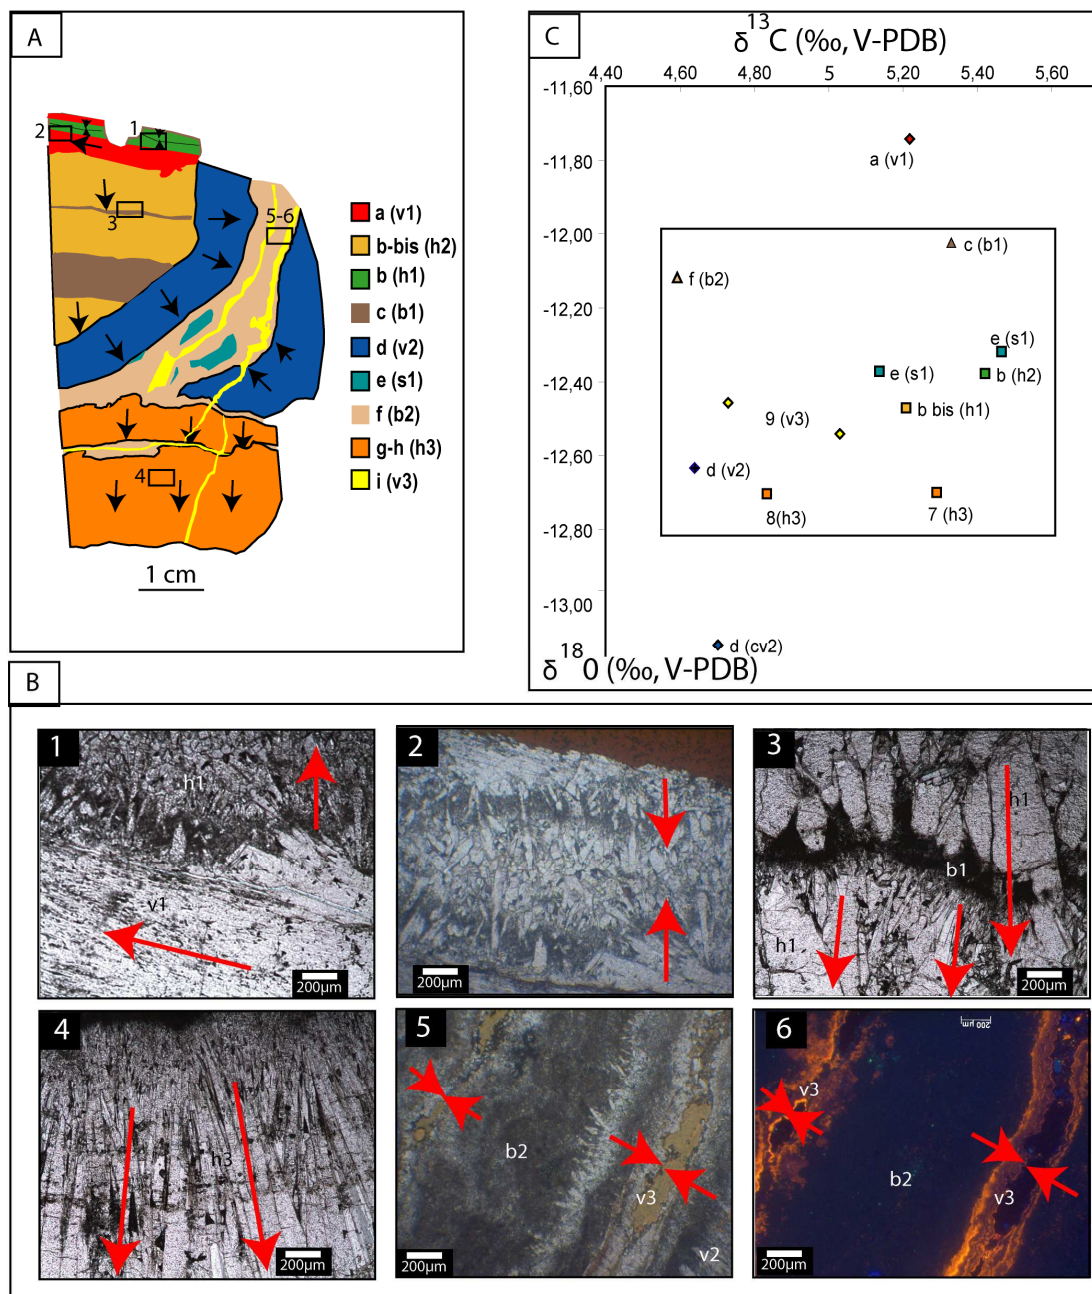 A
1
2
3
5-6
4
a (v1)
b-bis (h2)
b (h1)
c (b1)
d (v2)
e (s1)
f (b2)
g-h (h3)
i (v3)
1 cm
C
δ13C (‰, V-PDB)
4,40 4,60 4,80 5 5,20 5,40 5,60
-11,60
-11,80
-12,00
-12,20
-12,40
-12,60
-12,80
-13,00
a (v1)
c (b1)
f (b2)
e (s1)
e (s1)
b (h2)
b bis (h1)
9 (v3)
d (v2)
8(h3)
7 (h3)
d (cv2)
δ18 0 (‰, V-PDB)
B
1
h1
v1
200µm
2
200µm
3
h1
b1
h1
200µm
4
h3
200µm
5
b2
v3
v2
200µm
6
200 µm
v3
b2
v3
200µm